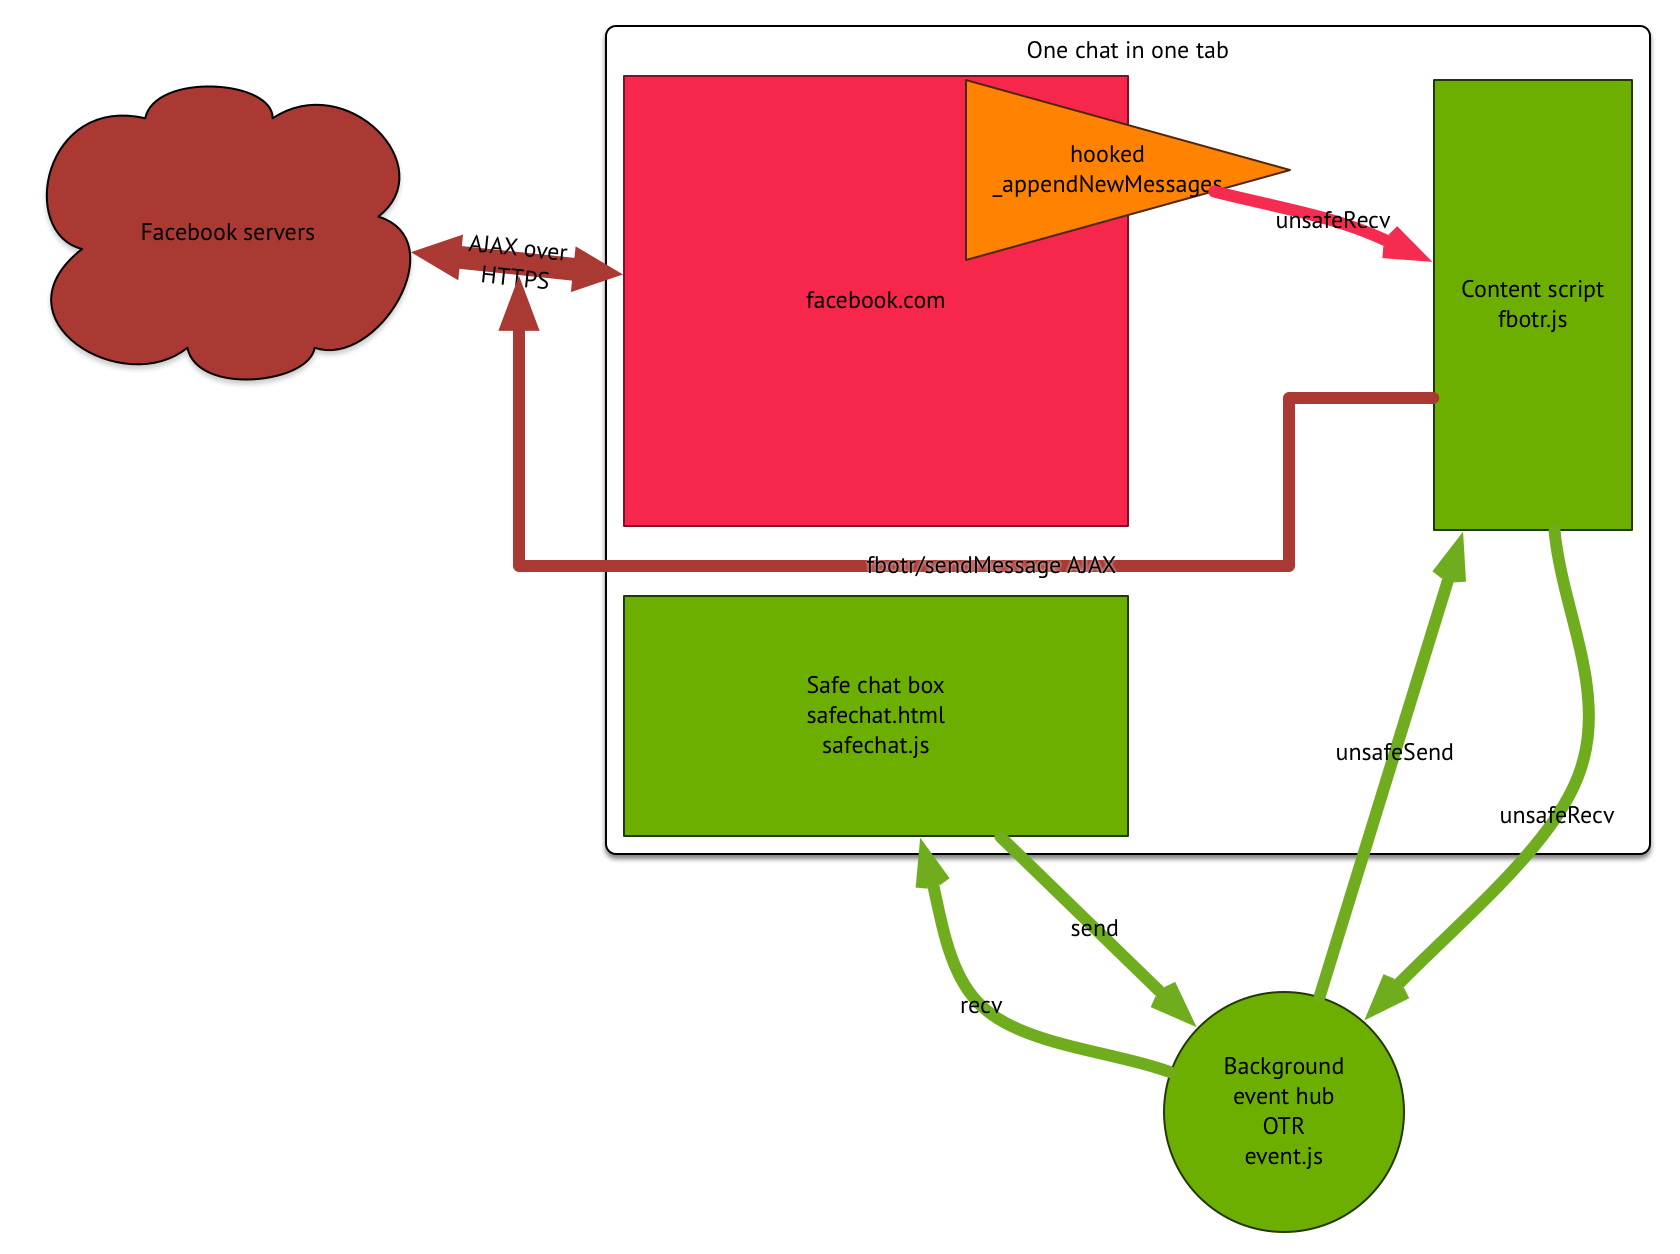 One chat in one tab
Facebook servers
AJAX over
HTTPS
hooked
_appendNewMessages
unsafeRecv
facebook.com
Content script
fbotr.js
fbotr/sendMessage AJAX
Safe chat box
safechat.html
safechat.js
unsafeSend
unsafeRecv
send
recv
Background
event hub
OTR
event.js